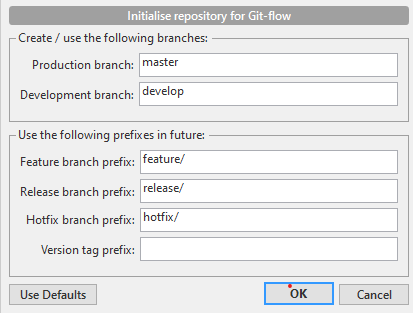 Initialise repository for Git-flow
Create / use the following branches:
Production branch: master
Development branch: develop
Use the following prefixes in future:
Feature branch prefix: feature/
Release branch prefix: release/
Hotfix branch prefix: hotfix/
Version tag prefix:
Use Defaults OK Cancel